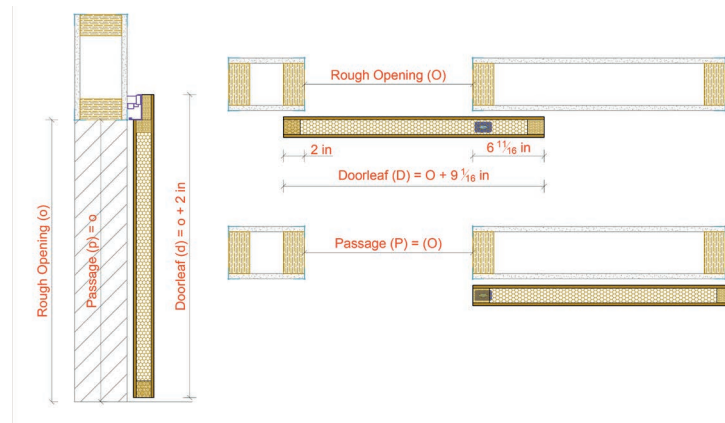 Rough Opening (o)
Passage (p) = o
Doorleaf (d) = o + 2 in
Rough Opening (O)
2 in
6 11/16 in
Doorleaf (D) = O + 9 1/16 in
Passage (P) = (O)